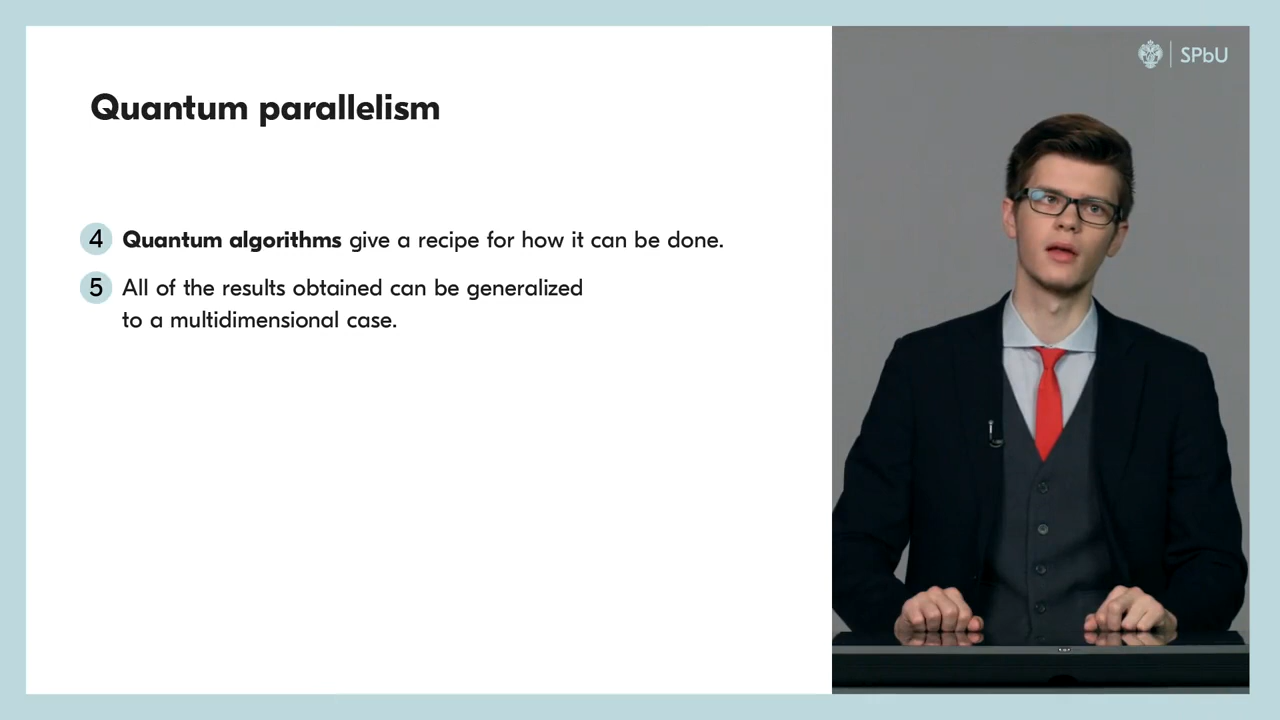 SPbU
Quantum parallelism
4 Quantum algorithms give a recipe for how it can be done.
5 All of the results obtained can be generalized
to a multidimensional case.